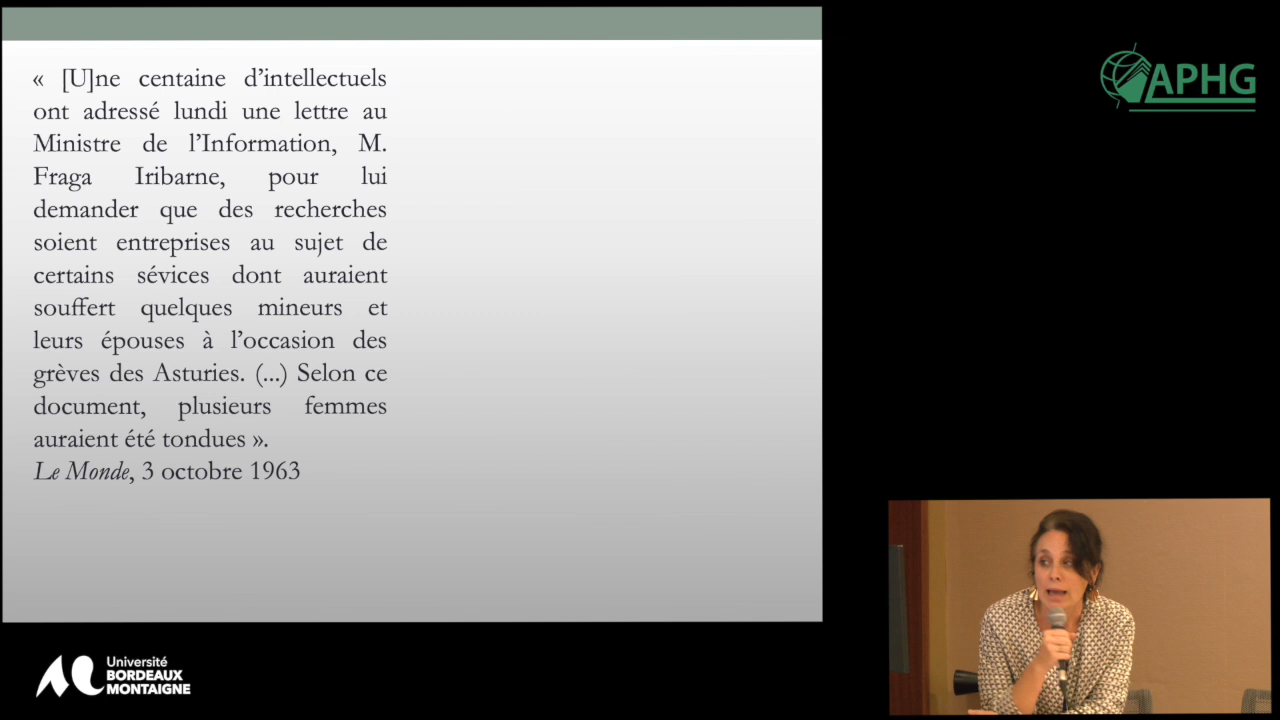 « [U]ne centaine d'intellectuels
ont adressé lundi une lettre au
Ministre de l'Information, M.
Fraga Iribarne, pour lui
demander que des recherches
soient entreprises au sujet de
certains sévices dont auraient
souffert quelques mineurs et
leurs épouses à l'occasion des
grèves des Asturies. (...) Selon ce
document, plusieurs femmes
auraient été tondues ».
Le Monde, 3 octobre 1963
APHG
Université
BORDEAUX
MONTAIGNE